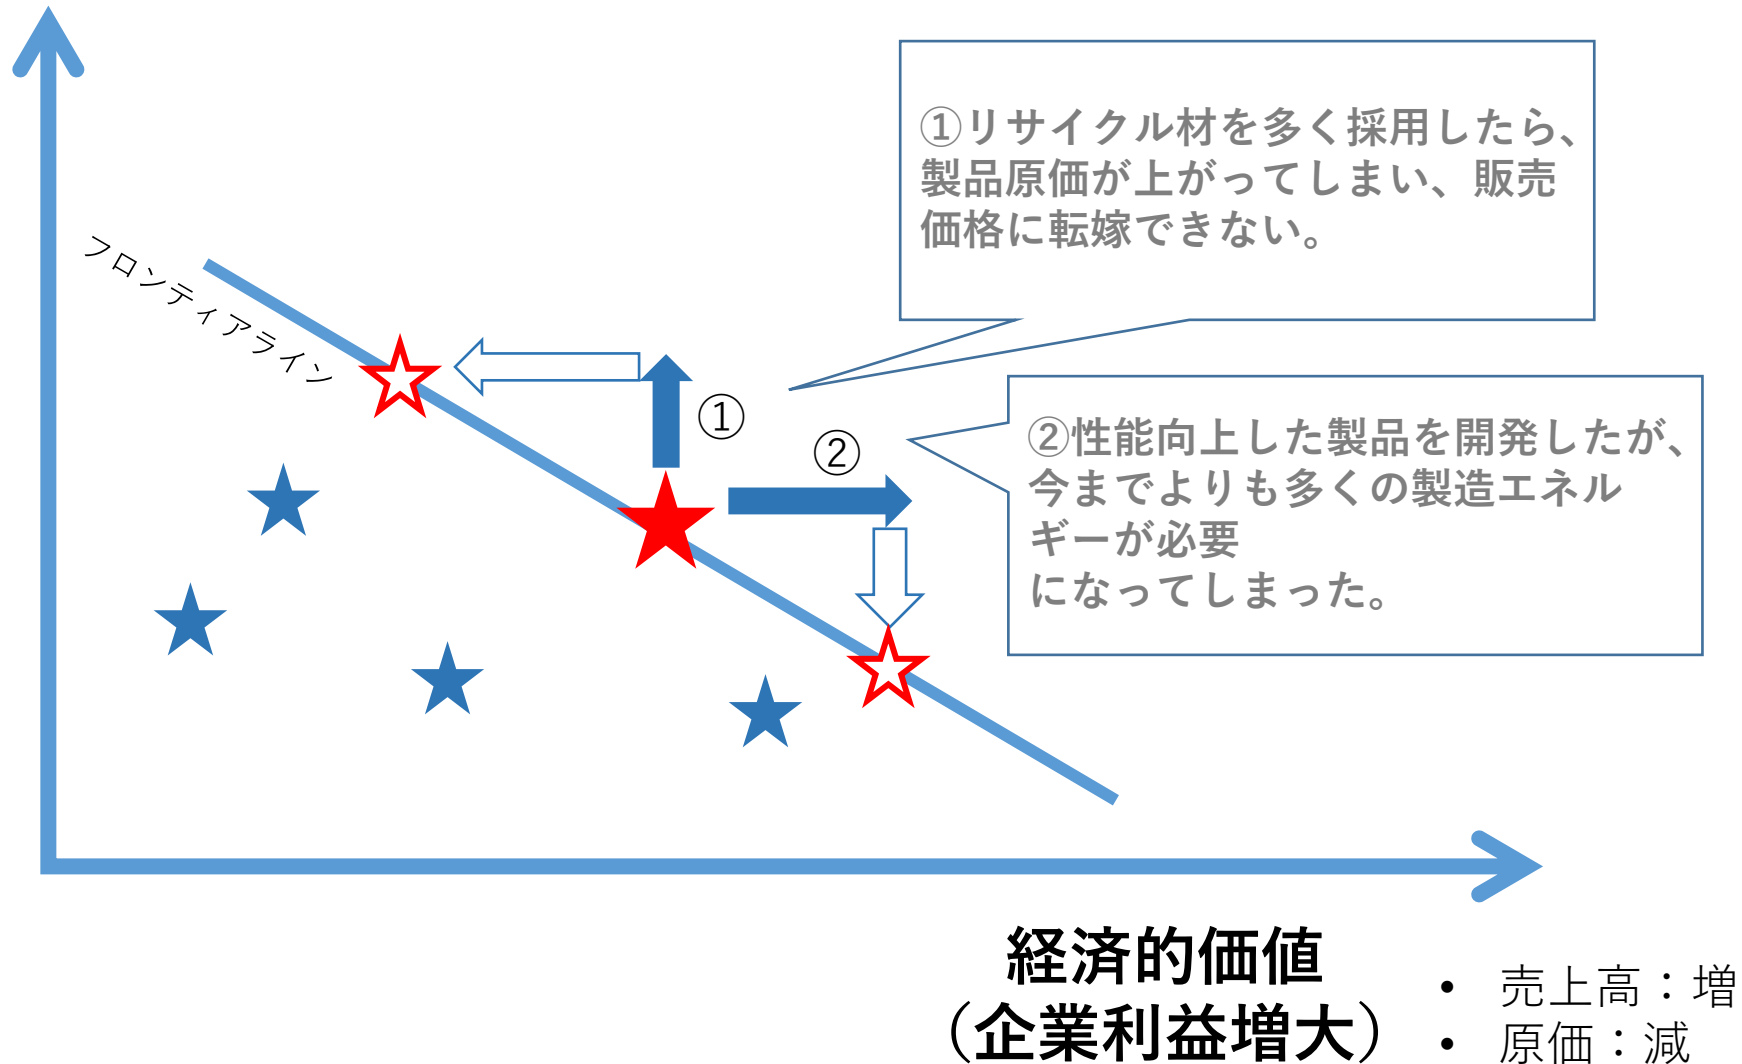 ①リサイクル材を多く採用したら、
製品原価が上がってしまい、販売
価格に転嫁できない。
フロンティアライン
①
②
②性能向上した製品を開発したが、
今までよりも多くの製造エネル
ギーが必要
になってしまった。
経済的価値
（企業利益増大）
• 売上高：増
• 原価：減